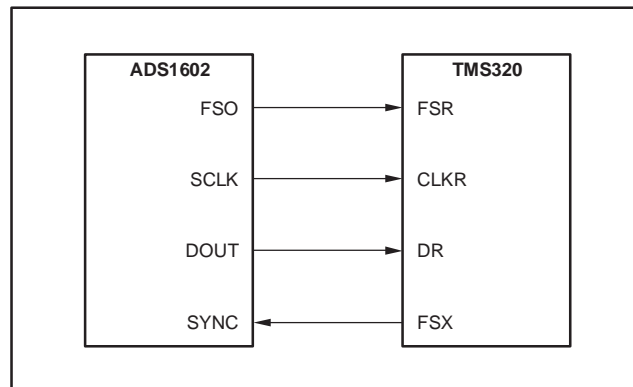 ADS1602 TMS320
FSO FSR
SCLK CLKR
DOUT DR
SYNC FSX